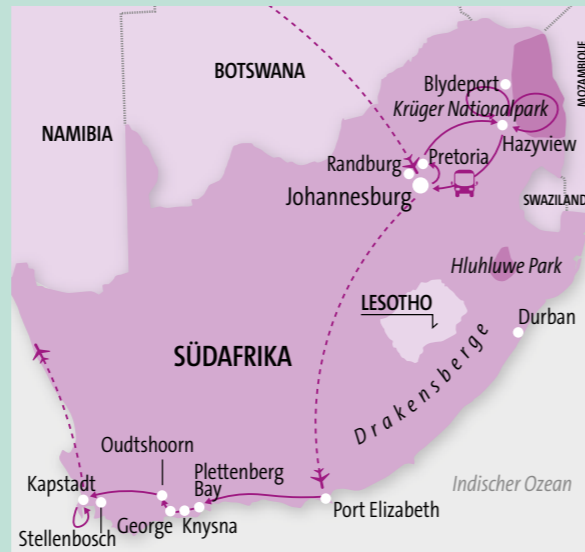 BOTSWANA
MOZAMBIQUE
NAMIBIA
Blydeport
Krüger Nationalpark
Hazyview
Pretoria
Randburg
Johannesburg
SWAZILAND
Hluhluwe Park
LESOTHO
Durban
SÜDAFRIKA
Drakensberge
Oudtshoorn
Kapstadt
Plettenberg
Bay
Indischer Ozean
Port Elizabeth
George
Knysna
Stellenbosch